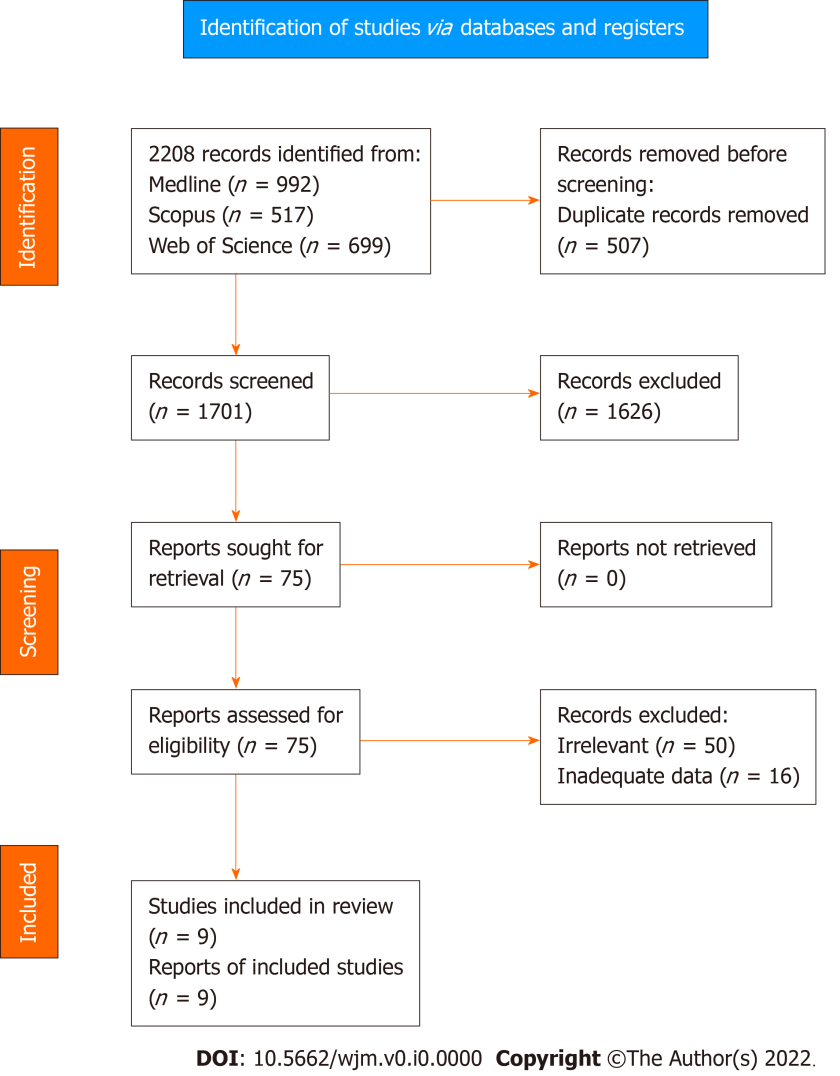 Identification of studies via databases and registers
Identification
2208 records identified from:
Medline (n = 992)
Scopus (n = 517)
Web of Science (n = 699)
Records removed before
screening:
Duplicate records removed
(n = 507)
Records screened
(n = 1701)
Records excluded
(n = 1626)
Screening
Reports sought for
retrieval (n = 75)
Reports not retrieved
(n = 0)
Reports assessed for
eligibility (n = 75)
Records excluded:
Irrelevant (n = 50)
Inadequate data (n = 16)
Included
Studies included in review
(n = 9)
Reports of included studies
(n = 9)
DOI: 10.5662/wjm.v0.i0.0000 Copyright ©The Author(s) 2022.